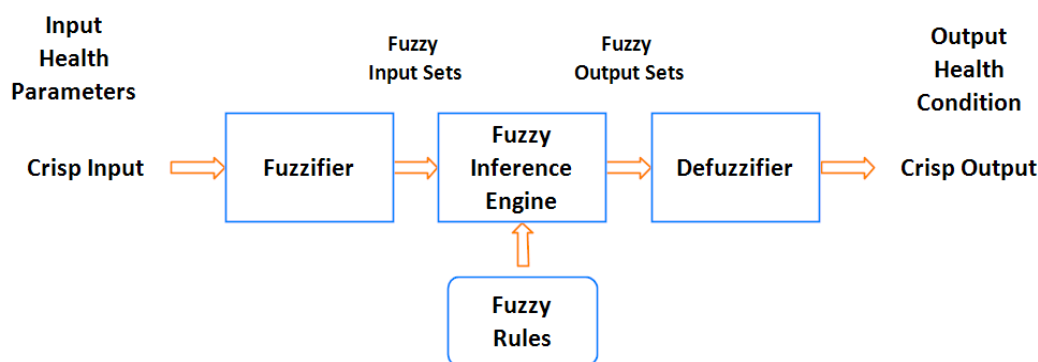 Input
Health
Parameters
Fuzzy
Input Sets
Fuzzy
Output Sets
Output
Health
Condition
Crisp Input
Fuzzifier
Fuzzy
Inference
Engine
Defuzzifier
Crisp Output
Fuzzy
Rules